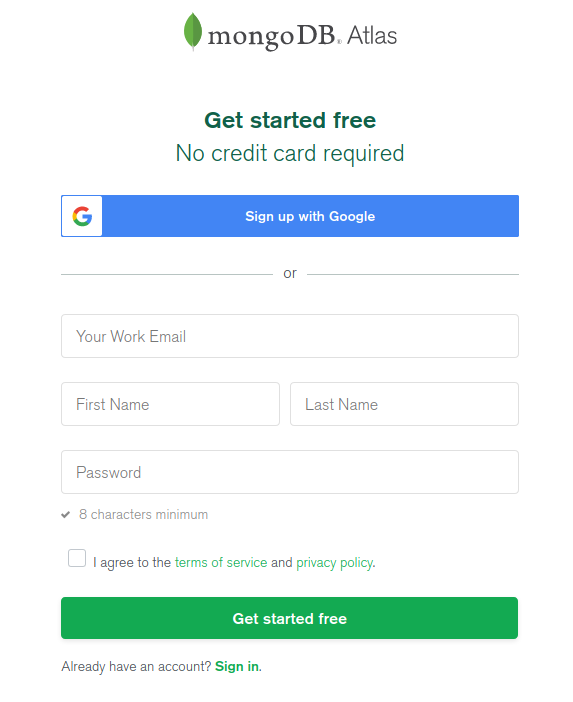 mongoDB® Atlas
Get started free
No credit card required
Sign up with Google
or
Your Work Email
First Name Last Name
Password
8 characters minimum
I agree to the terms of service and privacy policy.
Get started free
Already have an account? Sign in.